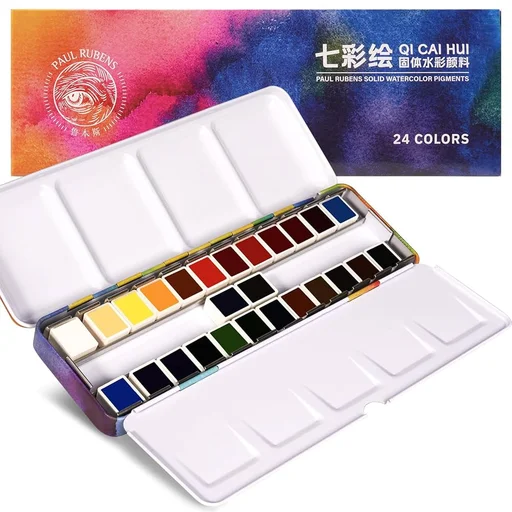 PAUL RUBENS
鲁本斯
七彩绘
QI CAI HUI
固体水彩颜料
PAUL RUBENS SOLID WATERCOLOR PIGMENTS
24 COLORS